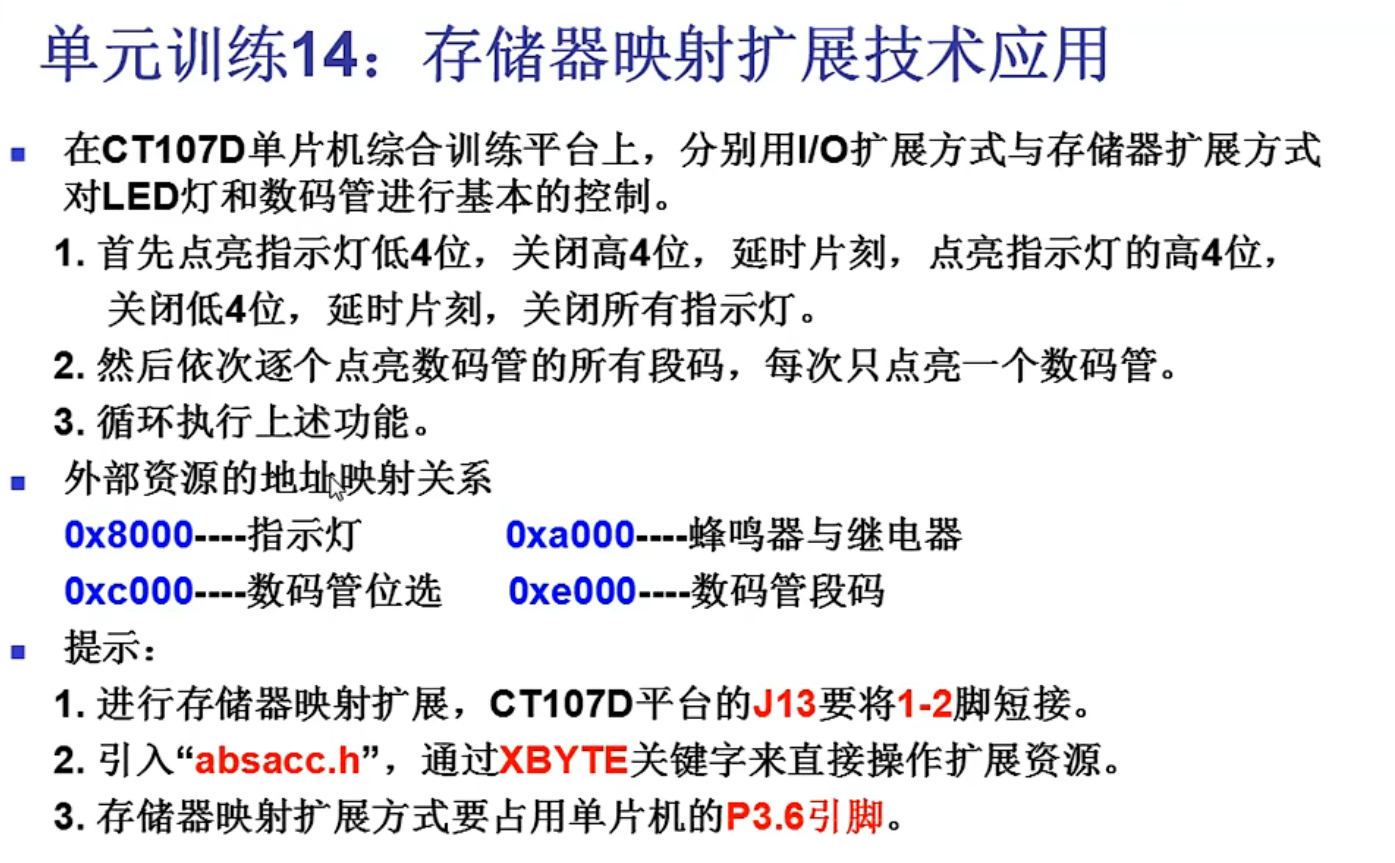 单元训练14：存储器映射扩展技术应用
在CT107D单片机综合训练平台上，分别用I/O扩展方式与存储器扩展方式
对LED灯和数码管进行基本的控制。
1. 首先点亮指示灯低4位，关闭高4位，延时片刻，点亮指示灯的高4位，
关闭低4位，延时片刻，关闭所有指示灯。
2. 然后依次逐个点亮数码管的所有段码，每次只点亮一个数码管。
3. 循环执行上述功能。
外部资源的地址映射关系
0x8000----指示灯 0xa000----蜂鸣器与继电器
0xc000----数码管位选 0xe000----数码管段码
提示：
1. 进行存储器映射扩展，CT107D平台的J13要将1-2脚短接。
2. 引入“absacc.h”，通过XBYTE关键字来直接操作扩展资源。
3. 存储器映射扩展方式要占用单片机的P3.6引脚。